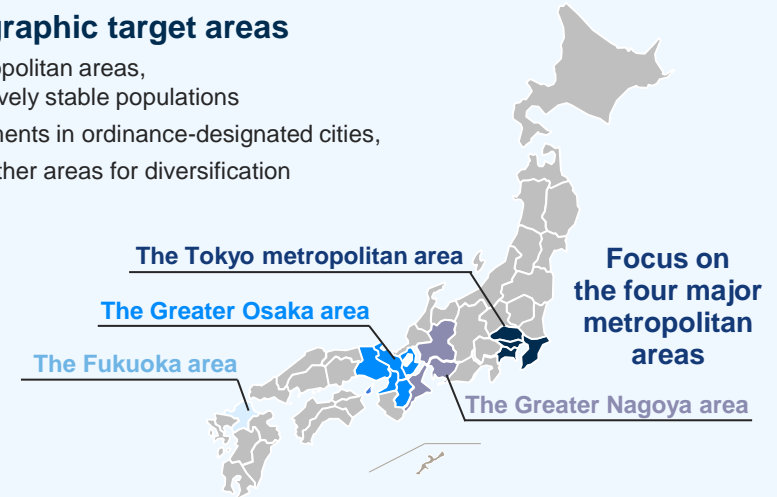 graphic target areas
opolitan areas,
vely stable populations
ments in ordinance-designated cities,
ther areas for diversification
The Tokyo metropolitan area
Focus on
the four major
metropolitan
areas
The Greater Osaka area
The Fukuoka area
The Greater Nagoya area